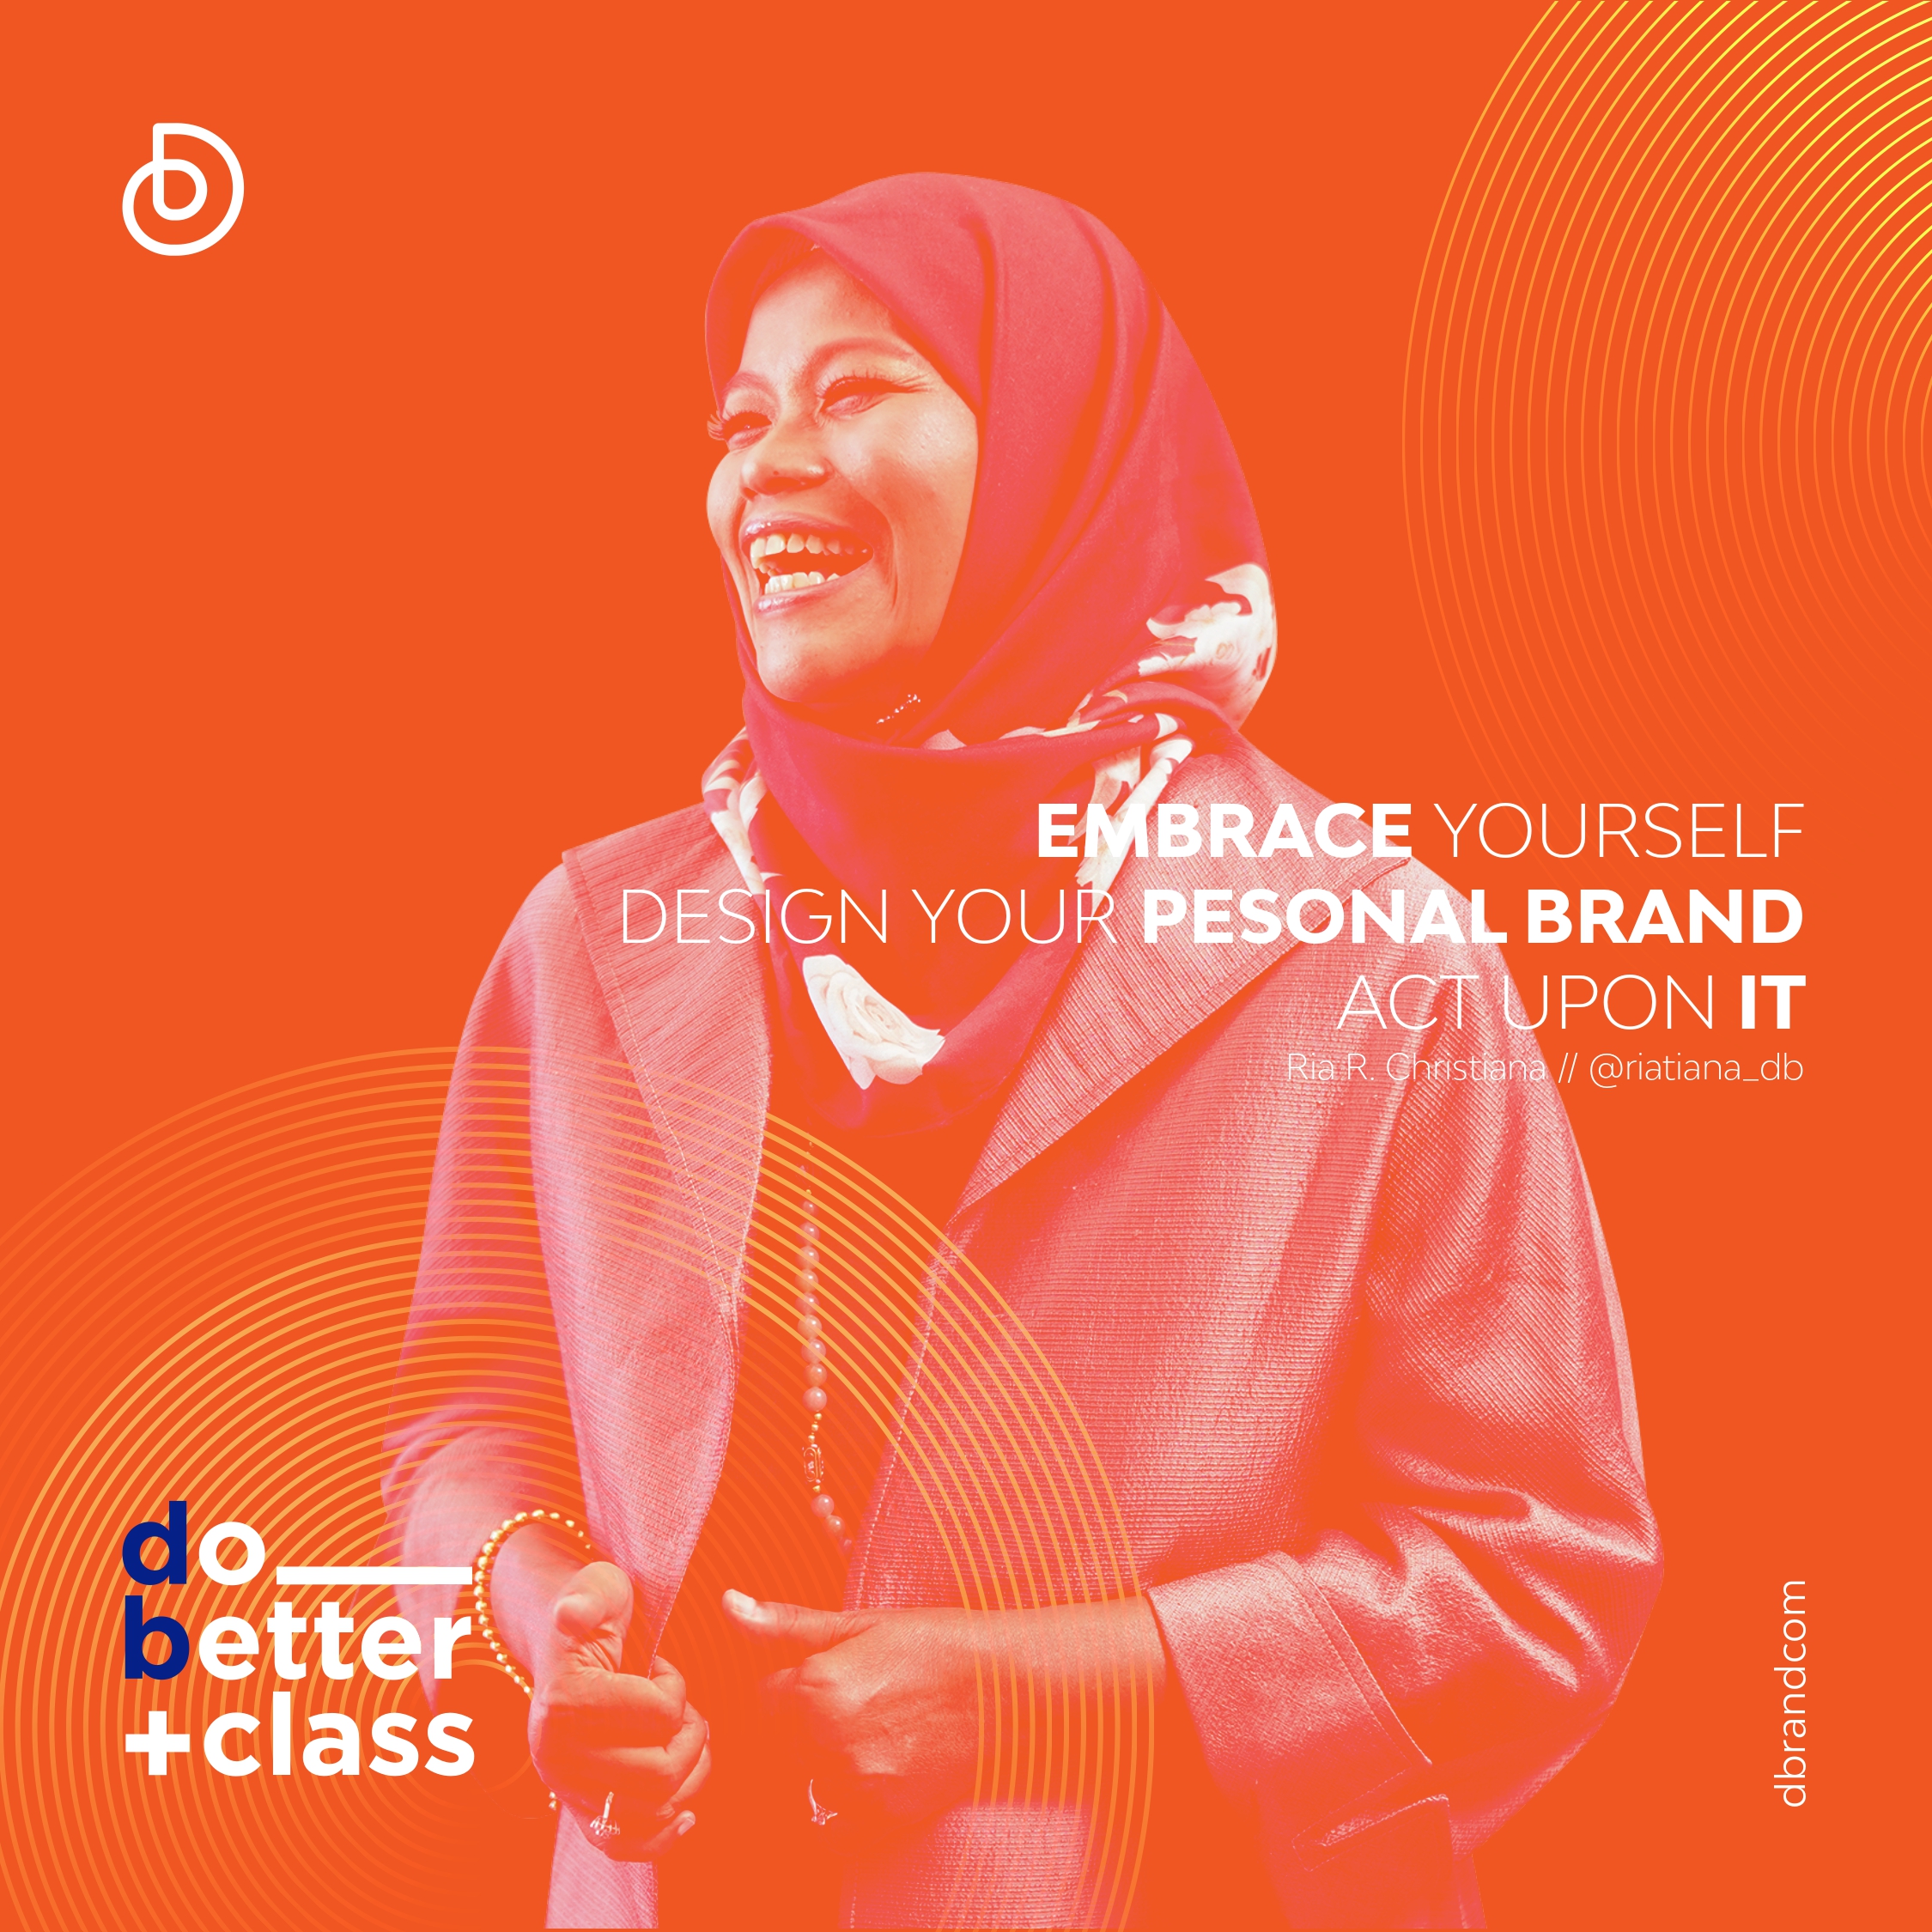 EMBRACE YOURSELF
DESIGN YOUR PESONAL BRAND
ACT UPON IT
Ria R. Christiana // @riatiana_db
do
better
+class
dbrandcom